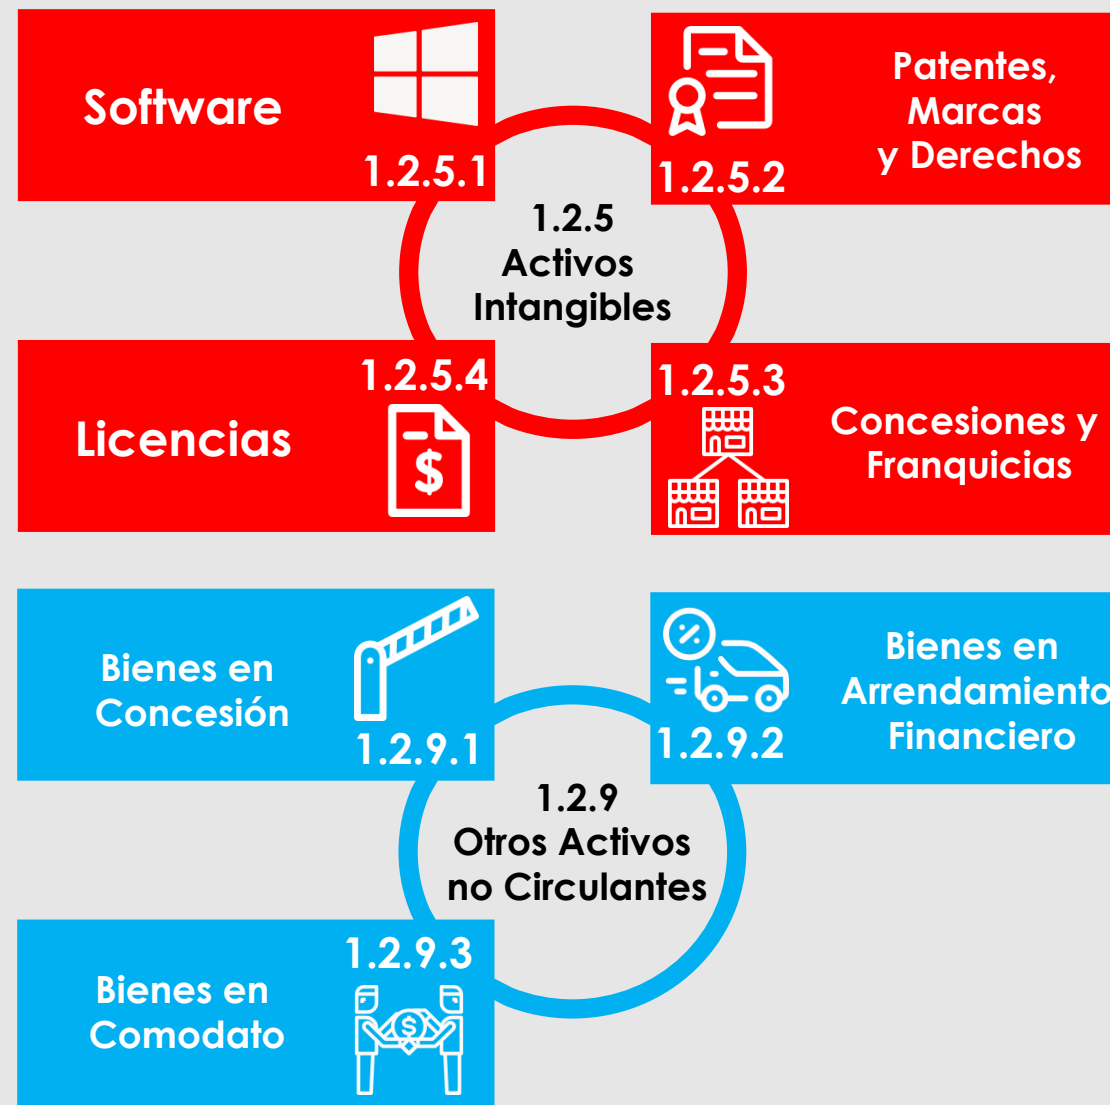 Software
1.2.5.1
Patentes,
Marcas
y Derechos
1.2.5.2
1.2.5
Activos
Intangibles
Licencias
1.2.5.4
$
1.2.5.3
Concesiones y
Franquicias
Bienes en
Concesión
1.2.9.1
%
Bienes en
Arrendamiento
Financiero
1.2.9.2
1.2.9
Otros Activos
no Circulantes
Bienes en
Comodato
1.2.9.3
$